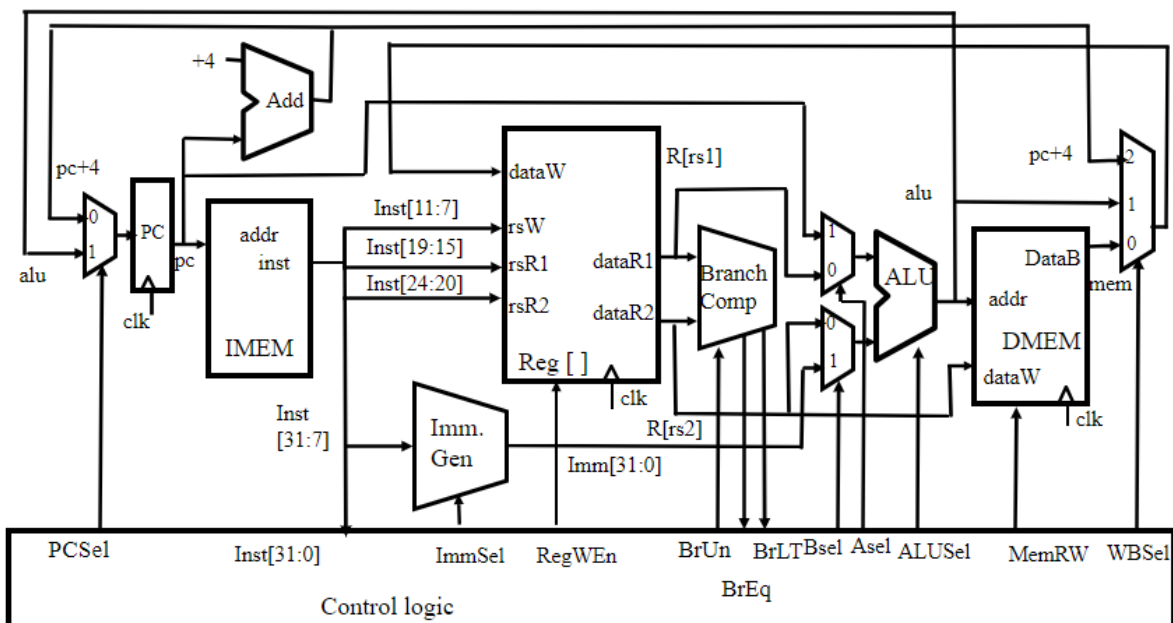 +4
Add
pc+4
0
1
alu
PC
clk
pc
addr
inst
IMEM
Inst[11:7]
Inst[19:15]
Inst[24:20]
Inst
[31:7]
dataW
rsW
rsR1
rsR2
dataR1
dataR2
Reg [ ]
clk
R[rs1]
R[rs2]
Branch
Comp
Imm.
Gen
Imm[31:0]
1
0
0
1
ALU
alu
pc+4
2
1
0
DataB
mem
addr
DMEM
dataW
clk
PCSel
Inst[31:0]
ImmSel
RegWEn
BrUn
BrEq
BrLT
Bsel
Asel
ALUSel
MemRW
WBSel
Control logic